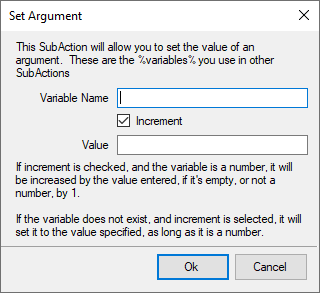 Set Argument
This SubAction will allow you to set the value of an
argument.  These are the %variables% you use in other
SubActions
Variable Name
Increment
Value
If increment is checked, and the variable is a number, it will
be increased by the value entered, if it's empty, or not a
number, by 1.
If the variable does not exist, and increment is selected, it will
set it to the value specified, as long as it is a number.
Ok
Cancel